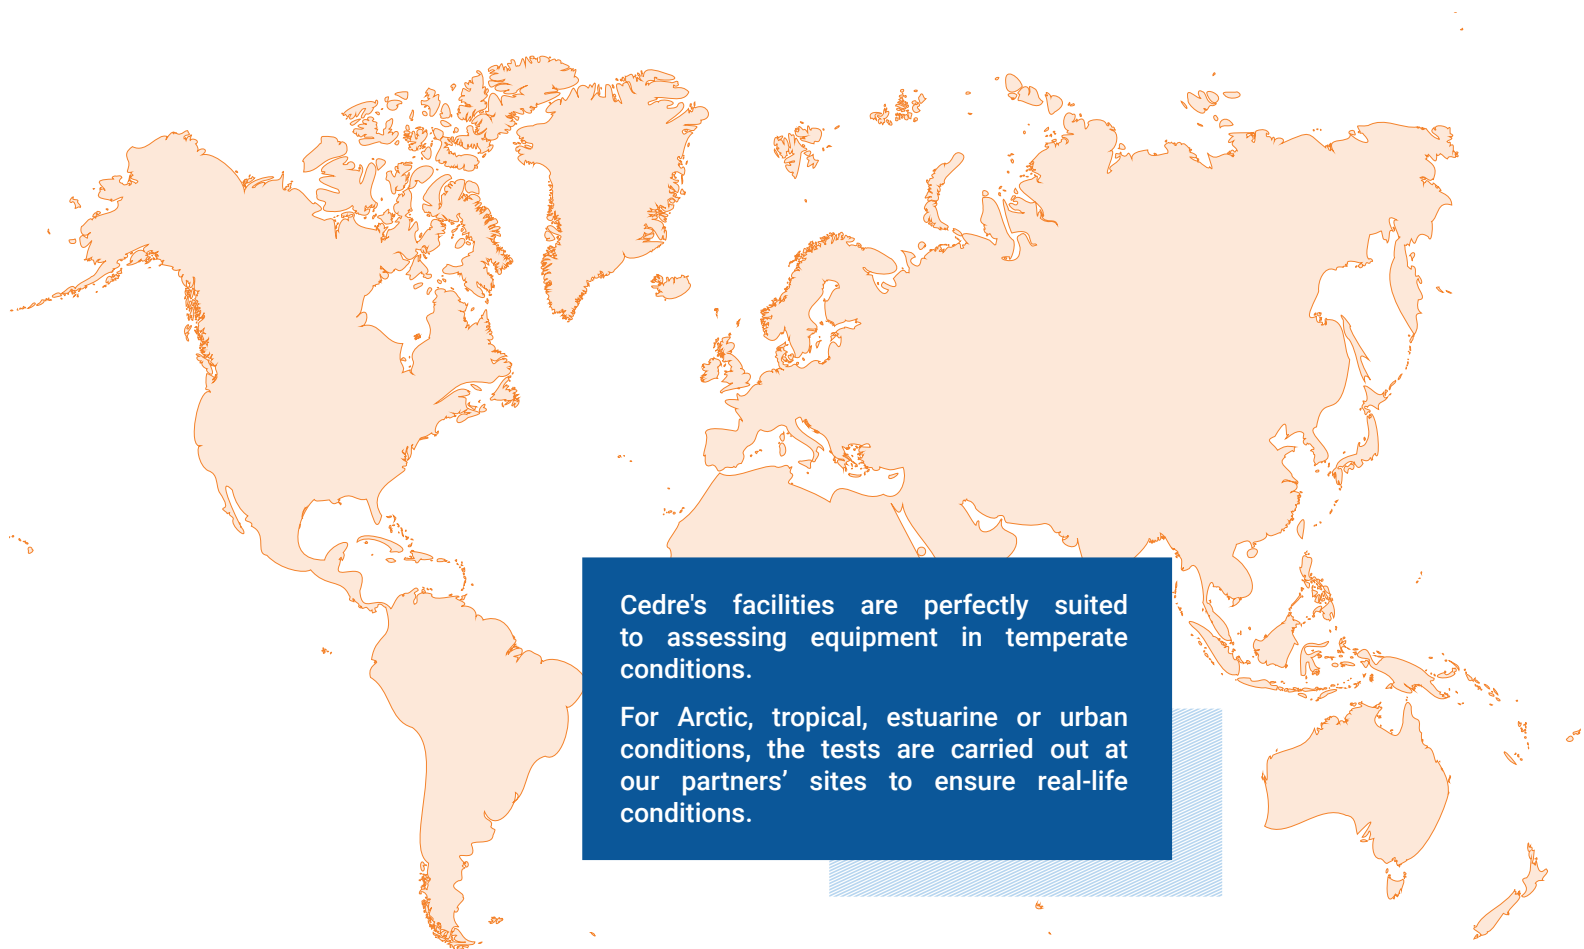 Cedre's facilities are perfectly suited
to assessing equipment in temperate
conditions.
For Arctic, tropical, estuarine or urban
conditions, the tests are carried out at
our partners’ sites to ensure real-life
conditions.